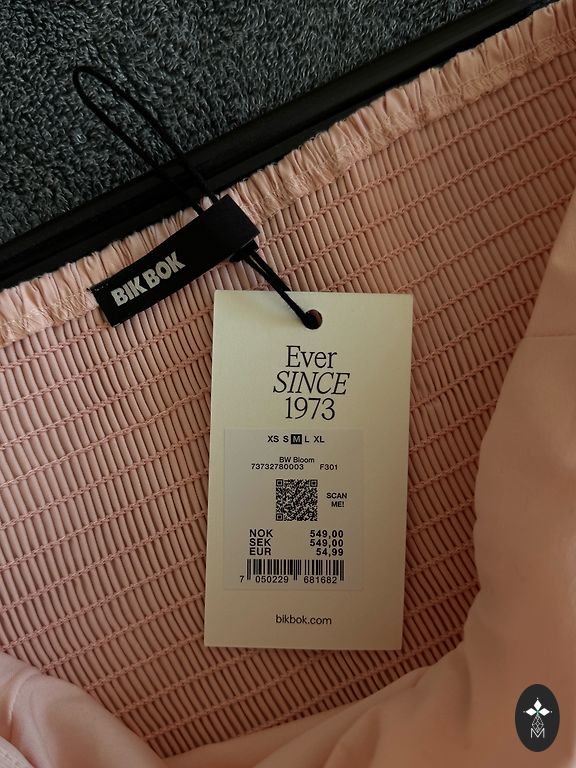 BIK BOK
Ever
SINCE
1973
XS S M L XL
BW Bloom
73732780003 F301
SCAN
ME!
NOK 549,00
SEK 549,00
EUR 54,99
7 050229 681682
bikbok.com
M